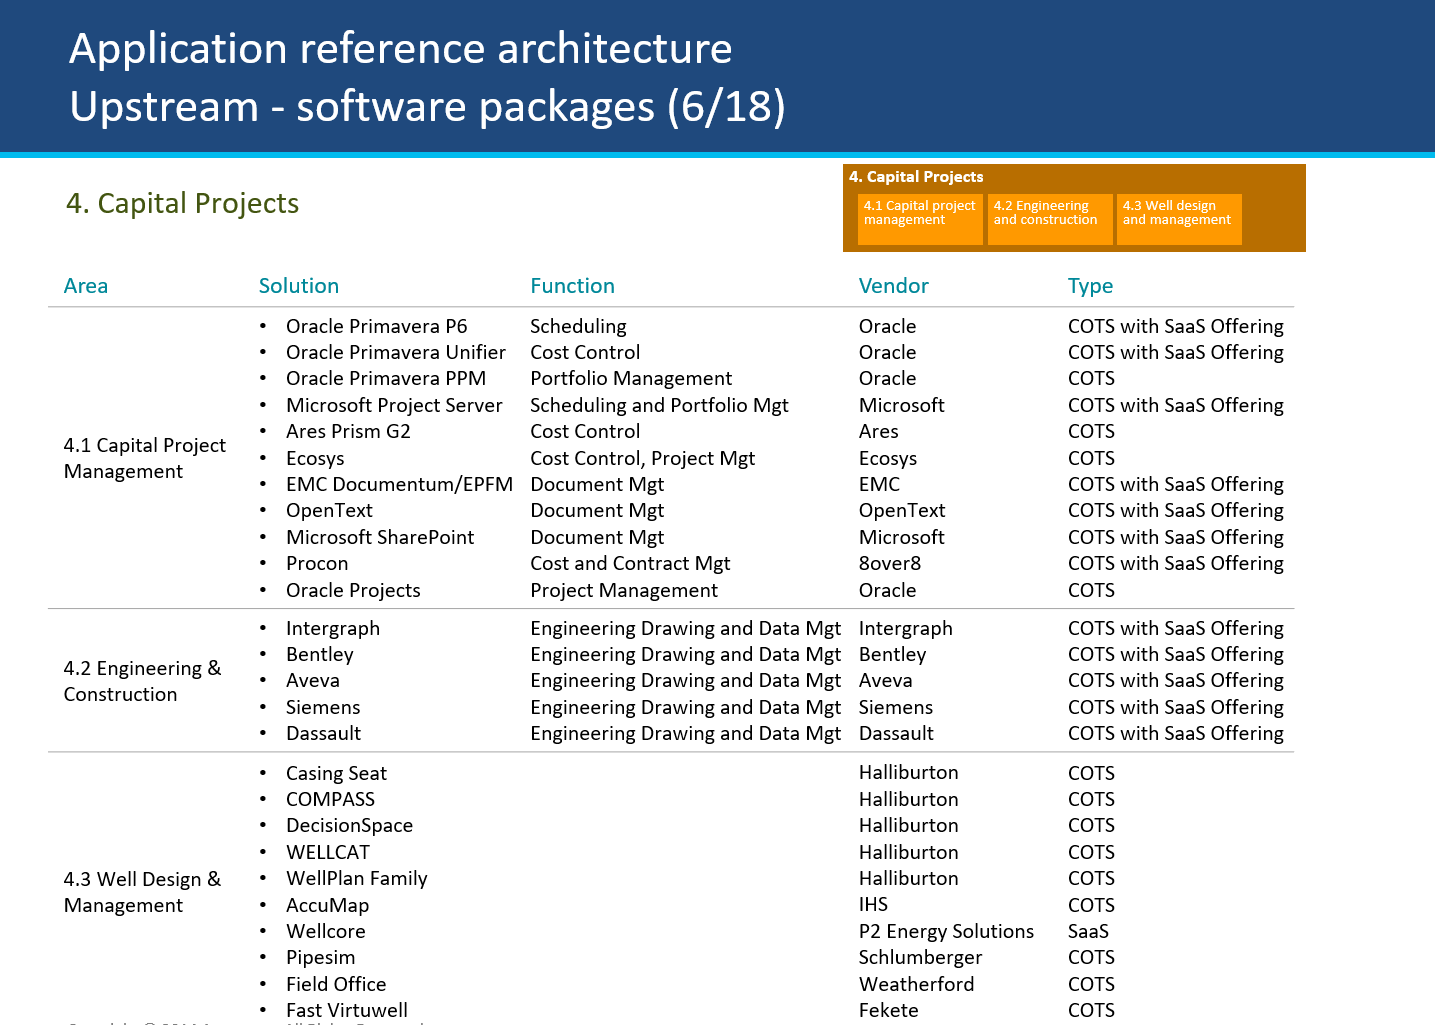 Application reference architecture
Upstream - software packages (6/18)
4. Capital Projects
4. Capital Projects
4.1 Capital project management
4.2 Engineering and construction
4.3 Well design and management
Area Solution Function Vendor Type
4.1 Capital Project Management
• Oracle Primavera P6 Scheduling Oracle COTS with SaaS Offering
• Oracle Primavera Unifier Cost Control Oracle COTS with SaaS Offering
• Oracle Primavera PPM Portfolio Management Oracle COTS
• Microsoft Project Server Scheduling and Portfolio Mgt Microsoft COTS with SaaS Offering
• Ares Prism G2 Cost Control Ares COTS
• Ecosys Cost Control, Project Mgt Ecosys COTS
• EMC Documentum/EPFM Document Mgt EMC COTS with SaaS Offering
• OpenText Document Mgt OpenText COTS with SaaS Offering
• Microsoft SharePoint Document Mgt Microsoft COTS with SaaS Offering
• Procon Cost and Contract Mgt 8over8 COTS with SaaS Offering
• Oracle Projects Project Management Oracle COTS
4.2 Engineering & Construction
• Intergraph Engineering Drawing and Data Mgt Intergraph COTS with SaaS Offering
• Bentley Engineering Drawing and Data Mgt Bentley COTS with SaaS Offering
• Aveva Engineering Drawing and Data Mgt Aveva COTS with SaaS Offering
• Siemens Engineering Drawing and Data Mgt Siemens COTS with SaaS Offering
• Dassault Engineering Drawing and Data Mgt Dassault COTS with SaaS Offering
4.3 Well Design & Management
• Casing Seat Halliburton COTS
• COMPASS Halliburton COTS
• DecisionSpace Halliburton COTS
• WELLCAT Halliburton COTS
• WellPlan Family Halliburton COTS
• AccuMap IHS COTS
• Wellcore P2 Energy Solutions SaaS
• Pipesim Schlumberger COTS
• Field Office Weatherford COTS
• Fast Virtuwell Fekete COTS